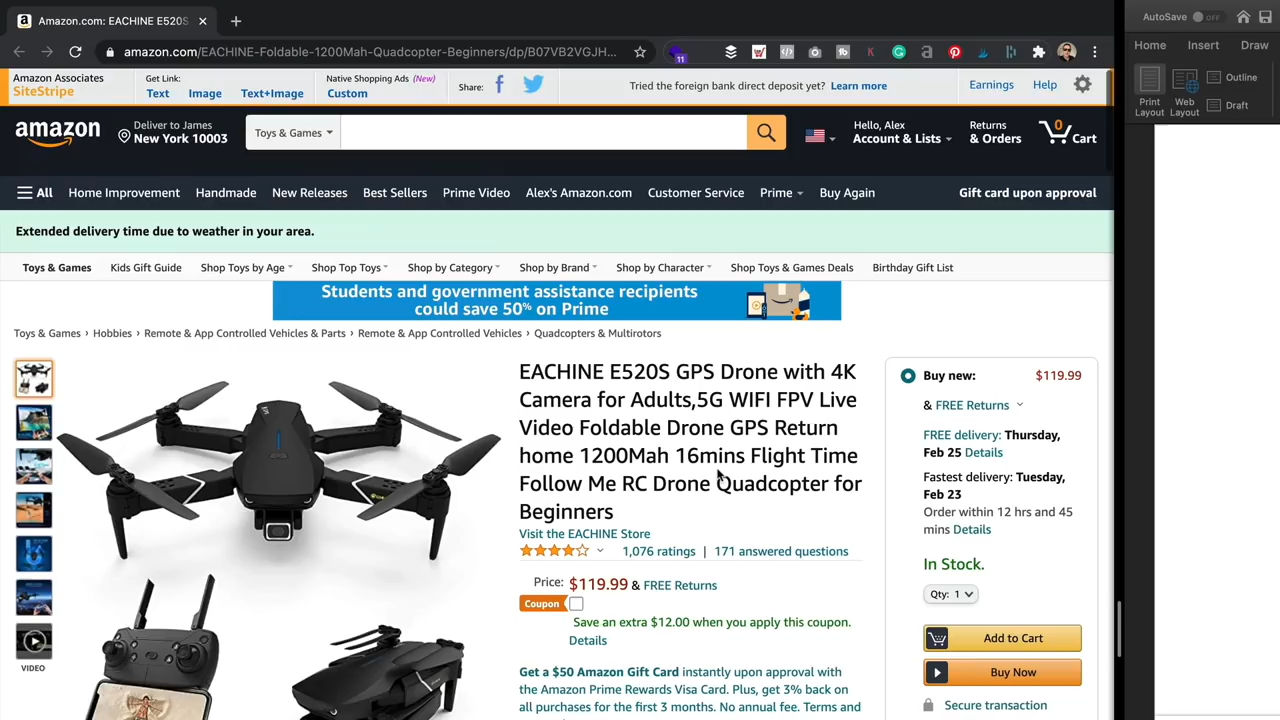 Amazon.com: EACHINE E520S
amazon.com/EACHINE-Foldable-1200Mah-Quadcopter-Beginners/dp/B07VB2VGJH...
11
AutoSave OFF
Home Insert Draw
Print Layout
Web Layout
Outline
Draft
Amazon Associates
SiteStripe
Get Link:
Text Image Text+Image
Native Shopping Ads (New)
Custom
Share:
Tried the foreign bank direct deposit yet? Learn more
Earnings Help
amazon
Deliver to James
New York 10003
Toys & Games
Hello, Alex
Account & Lists
Returns
& Orders
0
Cart
All Home Improvement Handmade New Releases Best Sellers Prime Video Alex's Amazon.com Customer Service Prime Buy Again Gift card upon approval
Extended delivery time due to weather in your area.
Toys & Games Kids Gift Guide Shop Toys by Age Shop Top Toys Shop by Category Shop by Brand Shop by Character Shop Toys & Games Deals Birthday Gift List
Students and government assistance recipients
could save 50% on Prime
Toys & Games › Hobbies › Remote & App Controlled Vehicles & Parts › Remote & App Controlled Vehicles › Quadcopters & Multirotors
VIDEO
EACHINE E520S GPS Drone with 4K
Camera for Adults,5G WIFI FPV Live
Video Foldable Drone GPS Return
home 1200Mah 16mins Flight Time
Follow Me RC Drone Quadcopter for
Beginners
Visit the EACHINE Store
1,076 ratings | 171 answered questions
Price: $119.99 & FREE Returns
Coupon
Save an extra $12.00 when you apply this coupon.
Details
Get a $50 Amazon Gift Card instantly upon approval with
the Amazon Prime Rewards Visa Card. Plus, get 3% back on
all purchases for the first 3 months. No annual fee. Terms and
Buy new: $119.99
& FREE Returns
FREE delivery: Thursday,
Feb 25 Details
Fastest delivery: Tuesday,
Feb 23
Order within 12 hrs and 45
mins Details
In Stock.
Qty: 1
Add to Cart
Buy Now
Secure transaction